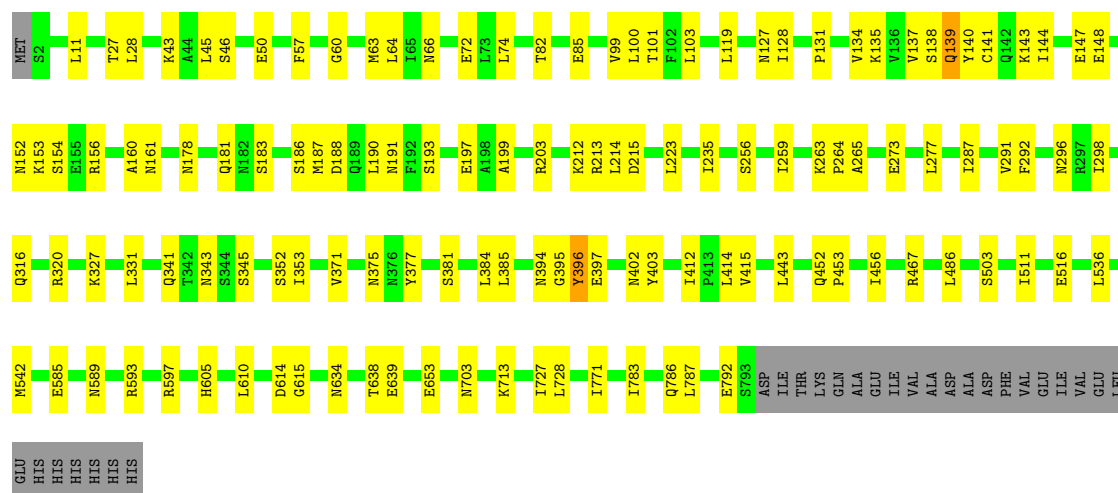 MET S2 L11 T27 L28 K43 A44 L45 S46 E50 F57 G60 M63 L64 I65 N66 E72 L73 L74 T82 E85 V99 L100 T101 F102 L103 L119 N127 I128 P131 V134 K135 V136 V137 S138 Q139 Y140 C141 Q142 K143 I144 E147 E148
N152 K153 S154 E155 R156 A160 N161 N178 Q181 N182 S183 S186 M187 D188 Q189 L190 N191 F192 S193 E197 A198 A199 R203 K212 R213 L214 D215 L223 I235 S256 I259 K263 P264 A265 E273 L277 I287 V291 F292 N296 R297 I298
Q316 R320 K327 L331 Q341 T342 N343 S344 S345 S352 I353 V371 N375 N376 Y377 S381 L384 L385 N394 G395 Y396 E397 N402 Y403 I412 P413 L414 V415 L443 Q452 P453 I456 R467 L486 S503 I511 E516 L536
M542 E585 N589 R593 R597 H605 L610 D614 G615 N634 T638 E639 E653 N703 K713 I727 L728 I771 I783 Q786 L787 E792 S793 ASP ILE THR LYS GLN ALA GLU ILE VAL ALA ASP ALA ASP PHE VAL GLU ILE VAL GLU LEU
GLU HIS HIS HIS HIS HIS HIS